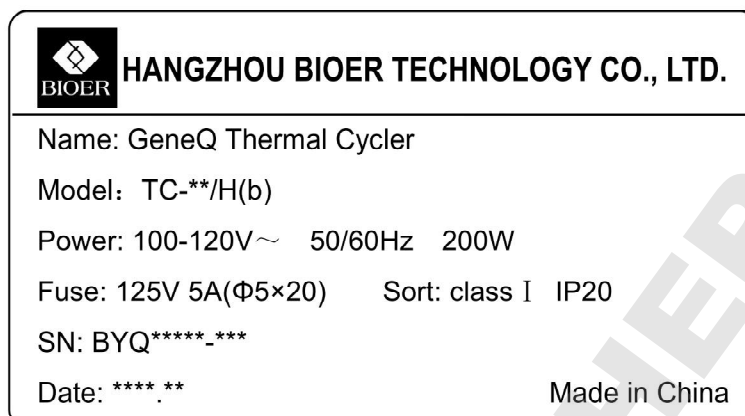 BIOER
HANGZHOU BIOER TECHNOLOGY CO., LTD.
Name: GeneQ Thermal Cycler
Model：TC-**/H(b)
Power: 100-120V～ 50/60Hz 200W
Fuse: 125V 5A(Φ5×20) Sort: class Ⅰ IP20
SN: BYQ*****-***
Date: ****.** Made in China